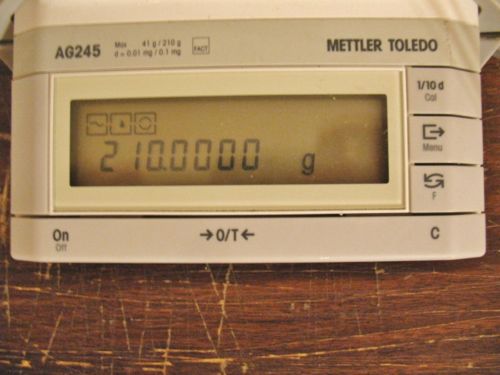 AG245
Max 41 g / 210 g
d = 0.01 mg / 0.1 mg
FACT
METTLER TOLEDO
1/10 d
Cal
210.0000 g
Menu
F
On
Off
→O/T←
C